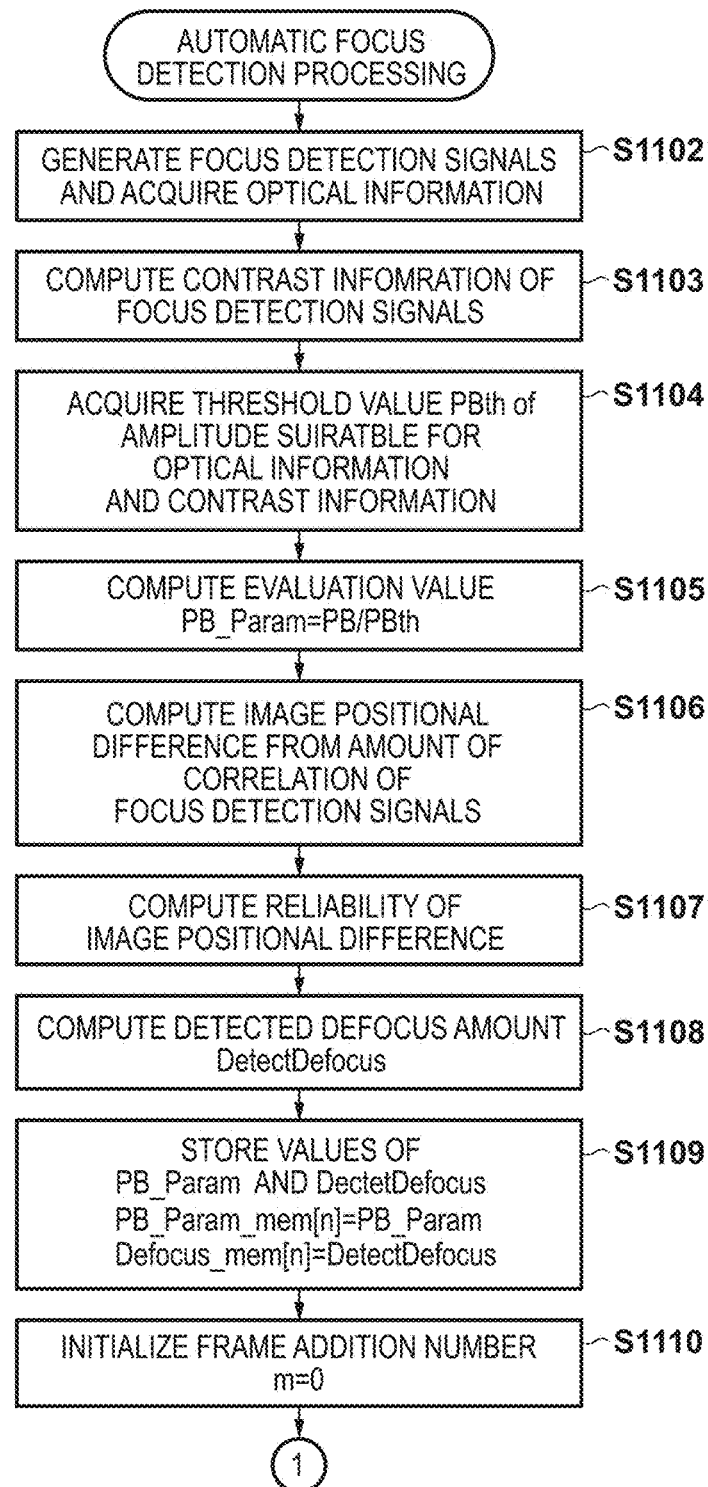 AUTOMATIC FOCUS
DETECTION PROCESSING
GENERATE FOCUS DETECTION SIGNALS
AND ACQUIRE OPTICAL INFORMATION
S1102
COMPUTE CONTRAST INFOMRATION OF
FOCUS DETECTION SIGNALS
S1103
ACQUIRE THRESHOLD VALUE PBth of
AMPLITUDE SUIRATBLE FOR
OPTICAL INFORMATION
AND CONTRAST INFORMATION
S1104
COMPUTE EVALUATION VALUE
PB_Param=PB/PBth
S1105
COMPUTE IMAGE POSITIONAL
DIFFERENCE FROM AMOUNT OF
CORRELATION OF
FOCUS DETECTION SIGNALS
S1106
COMPUTE RELIABILITY OF
IMAGE POSITIONAL DIFFERENCE
S1107
COMPUTE DETECTED DEFOCUS AMOUNT
DetectDefocus
S1108
STORE VALUES OF
PB_Param AND DectetDefocus
PB_Param_mem[n]=PB_Param
Defocus_mem[n]=DetectDefocus
S1109
INITIALIZE FRAME ADDITION NUMBER
m=0
S1110
1